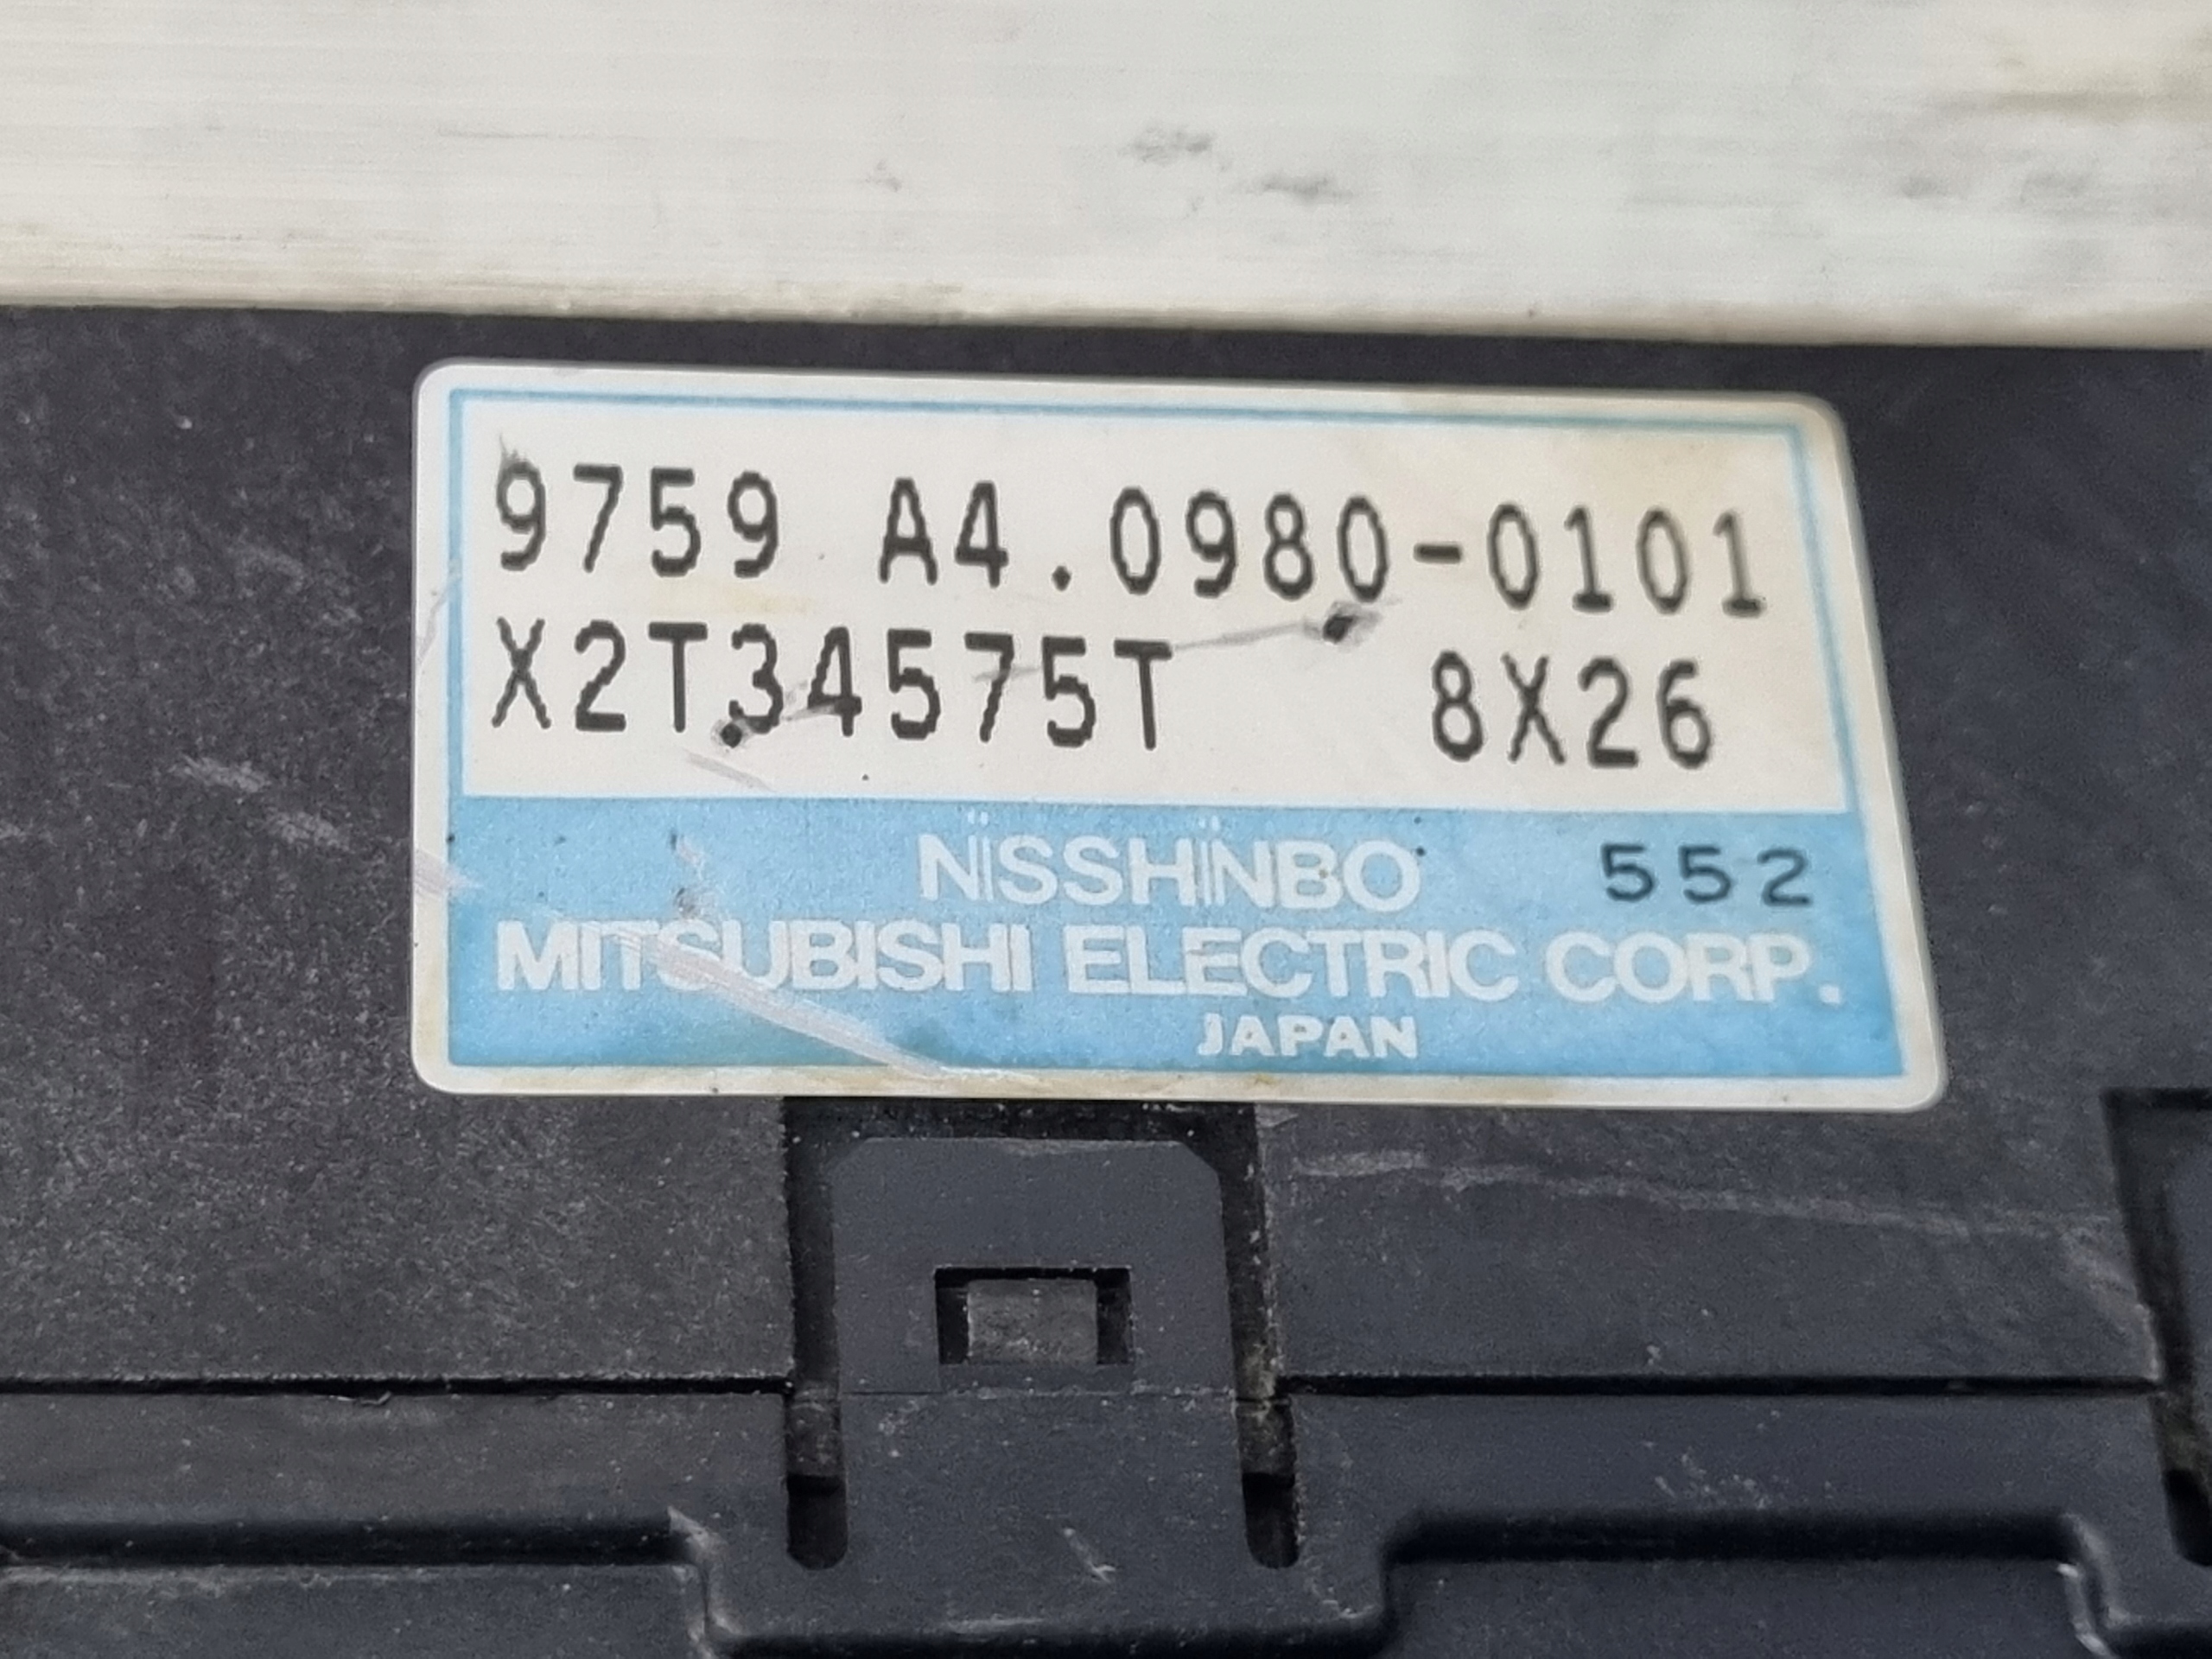 9759 A4.0980-0101
X2T34575T 8X26
NISSHINBO 552
MITSUBISHI ELECTRIC CORP.
JAPAN